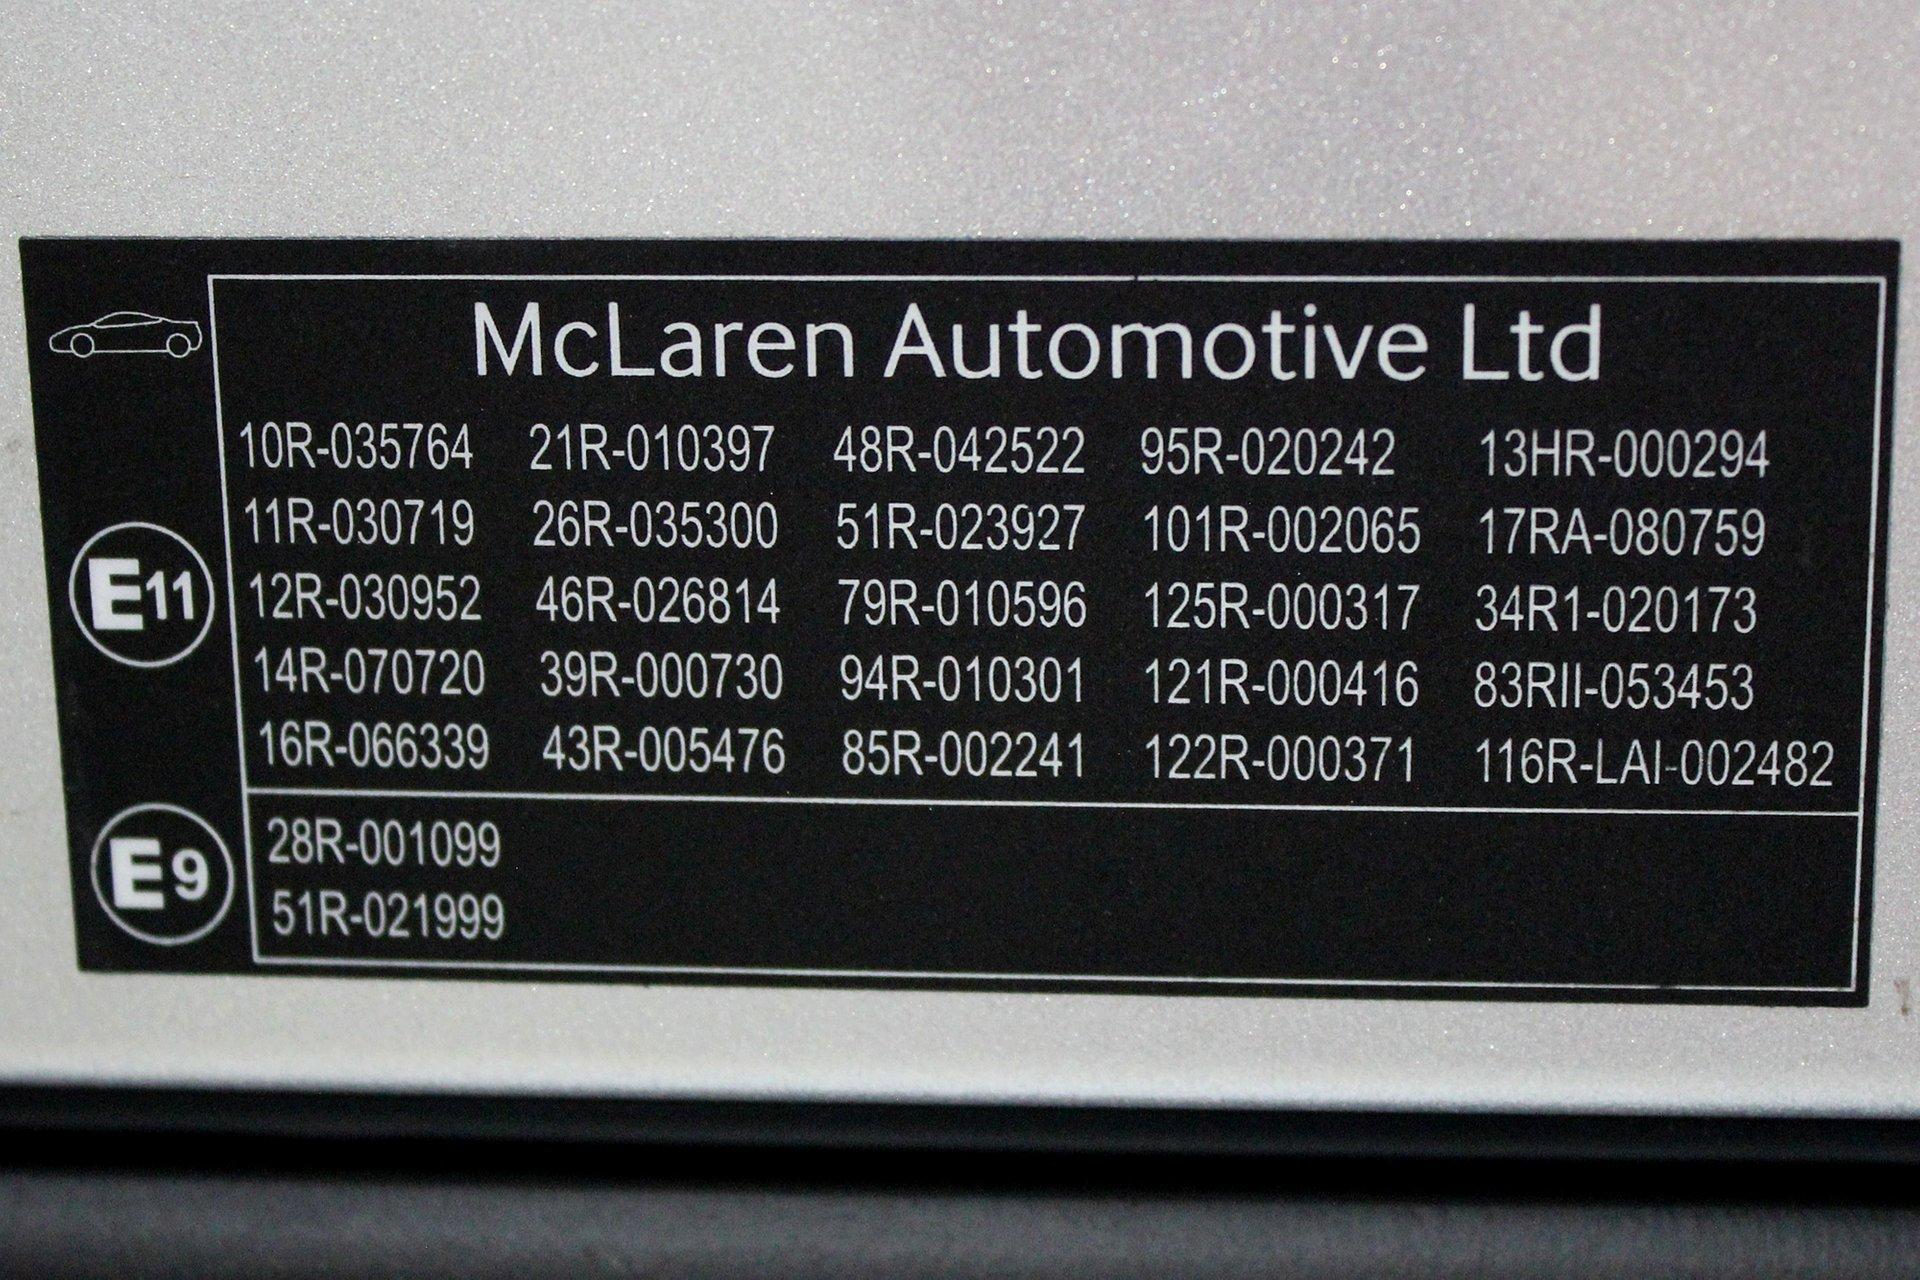 McLaren Automotive Ltd
10R-035764 21R-010397 48R-042522 95R-020242 13HR-000294
11R-030719 26R-035300 51R-023927 101R-002065 17RA-080759
E11 12R-030952 46R-026814 79R-010596 125R-000317 34R1-020173
14R-070720 39R-000730 94R-010301 121R-000416 83RII-053453
16R-066339 43R-005476 85R-002241 122R-000371 116R-LAI-002482
E9 28R-001099
51R-021999